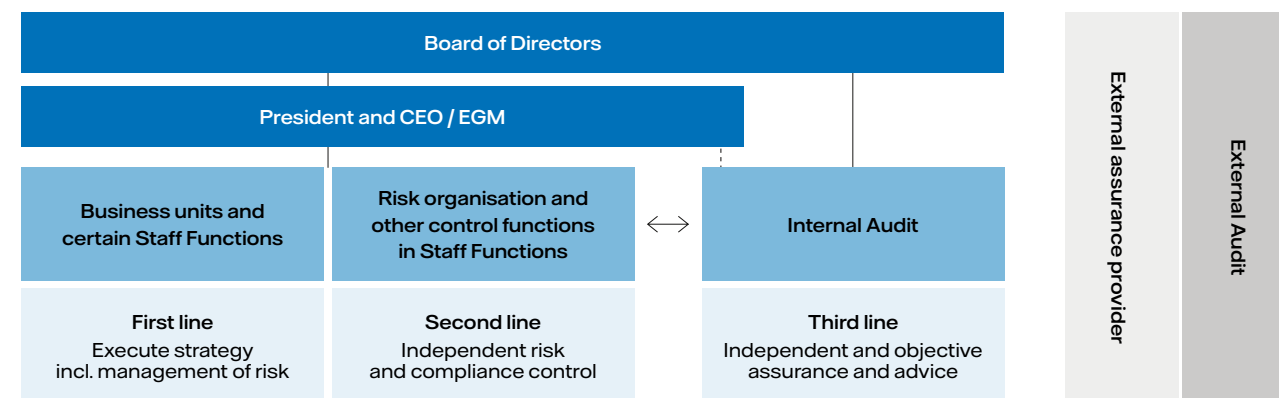 Board of Directors
President and CEO / EGM
Business units and
certain Staff Functions
Risk organisation and
other control functions
in Staff Functions
Internal Audit
First line
Execute strategy
incl. management of risk
Second line
Independent risk
and compliance control
Third line
Independent and objective
assurance and advice
External assurance provider
External Audit